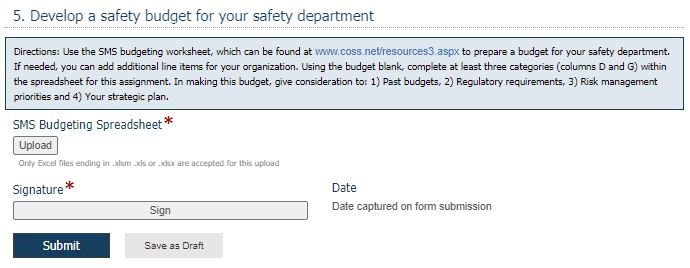 5. Develop a safety budget for your safety department
Directions: Use the SMS budgeting worksheet, which can be found at www.coss.net/resources3.aspx to prepare a budget for your safety department.
If needed, you can add additional line items for your organization. Using the budget blank, complete at least three categories (columns D and G) within
the spreadsheet for this assignment. In making this budget, give consideration to: 1) Past budgets, 2) Regulatory requirements, 3) Risk management
priorities and 4) Your strategic plan.
SMS Budgeting Spreadsheet*
Upload
Only Excel files ending in .xlsm .xls or .xlsx are accepted for this upload
Signature*
Date
Sign
Date captured on form submission
Submit
Save as Draft